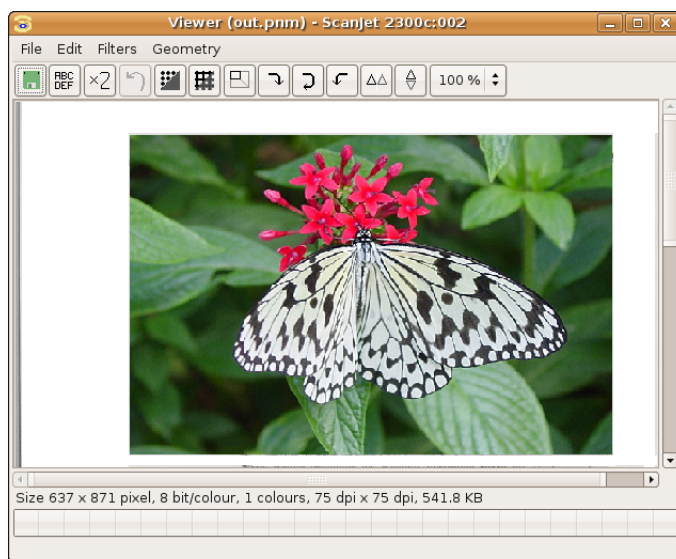 Viewer (out.pnm) - ScanJet 2300c:002
File Edit Filters Geometry
ABC
DEF
×2
100 %
Size 637 x 871 pixel, 8 bit/colour, 1 colours, 75 dpi x 75 dpi, 541.8 KB